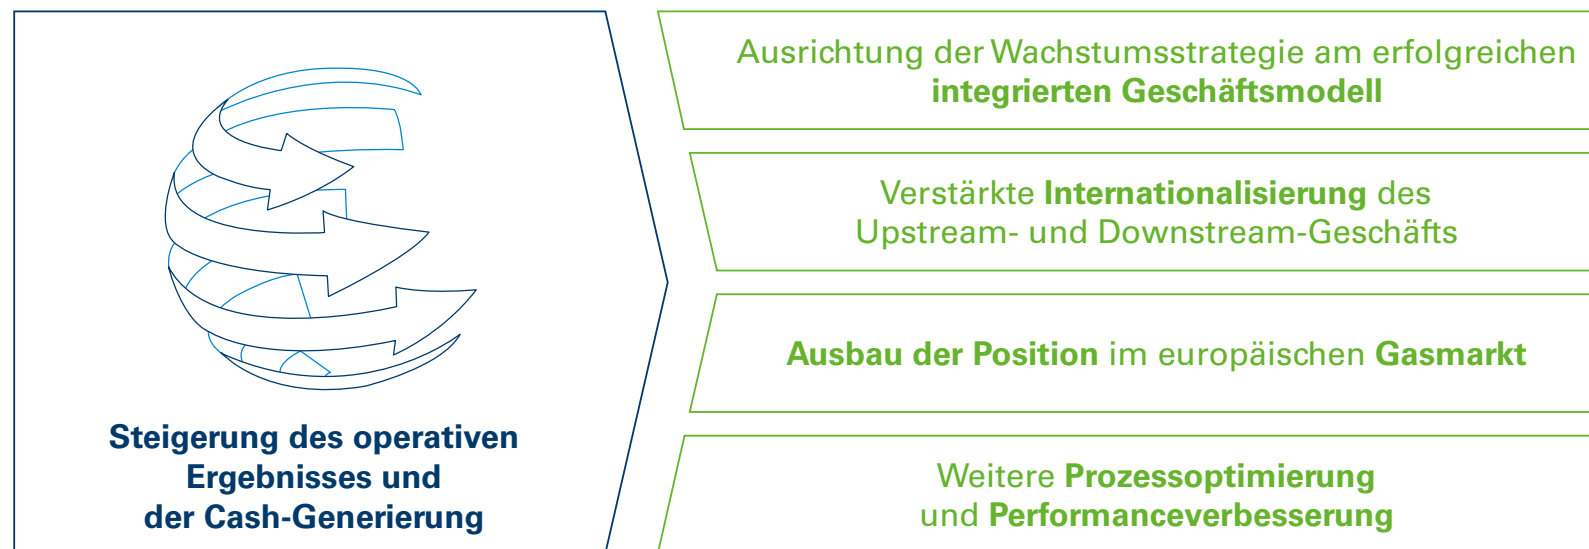 Steigerung des operativen
Ergebnisses und
der Cash-Generierung
Ausrichtung der Wachstumsstrategie am erfolgreichen
integrierten Geschäftsmodell
Verstärkte Internationalisierung des
Upstream- und Downstream-Geschäfts
Ausbau der Position im europäischen Gasmarkt
Weitere Prozessoptimierung
und Performanceverbesserung